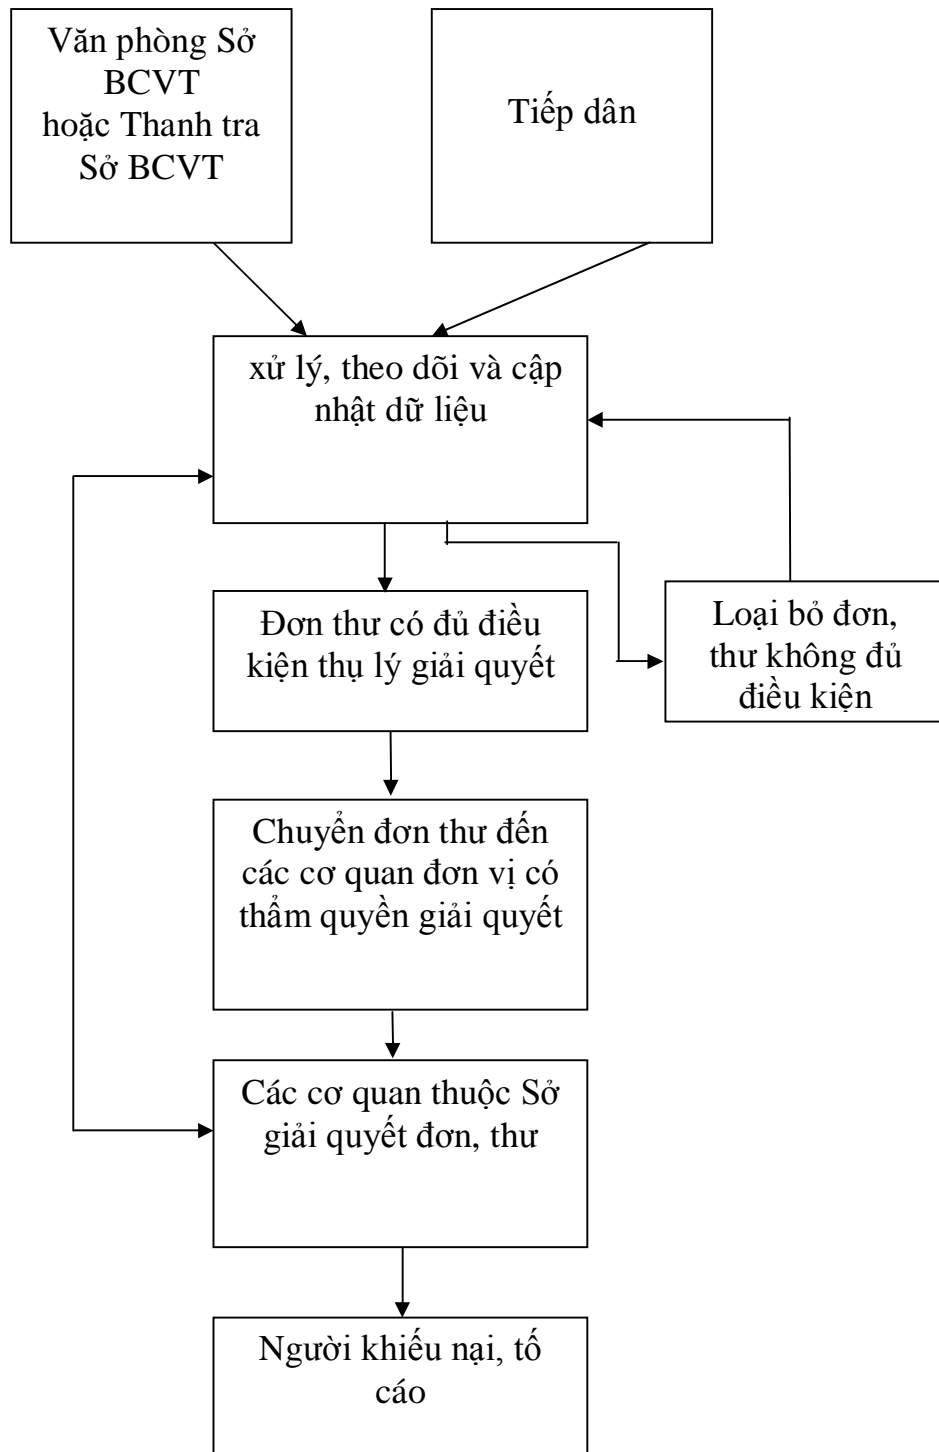 Văn phòng Sở
BCVT
hoặc Thanh tra
Sở BCVT
Tiếp dân
xử lý, theo dõi và cập
nhật dữ liệu
Đơn thư có đủ điều
kiện thụ lý giải quyết
Loại bỏ đơn,
thư không đủ
điều kiện
Chuyển đơn thư đến
các cơ quan đơn vị có
thẩm quyền giải quyết
Các cơ quan thuộc Sở
giải quyết đơn, thư
Người khiếu nại, tố
cáo